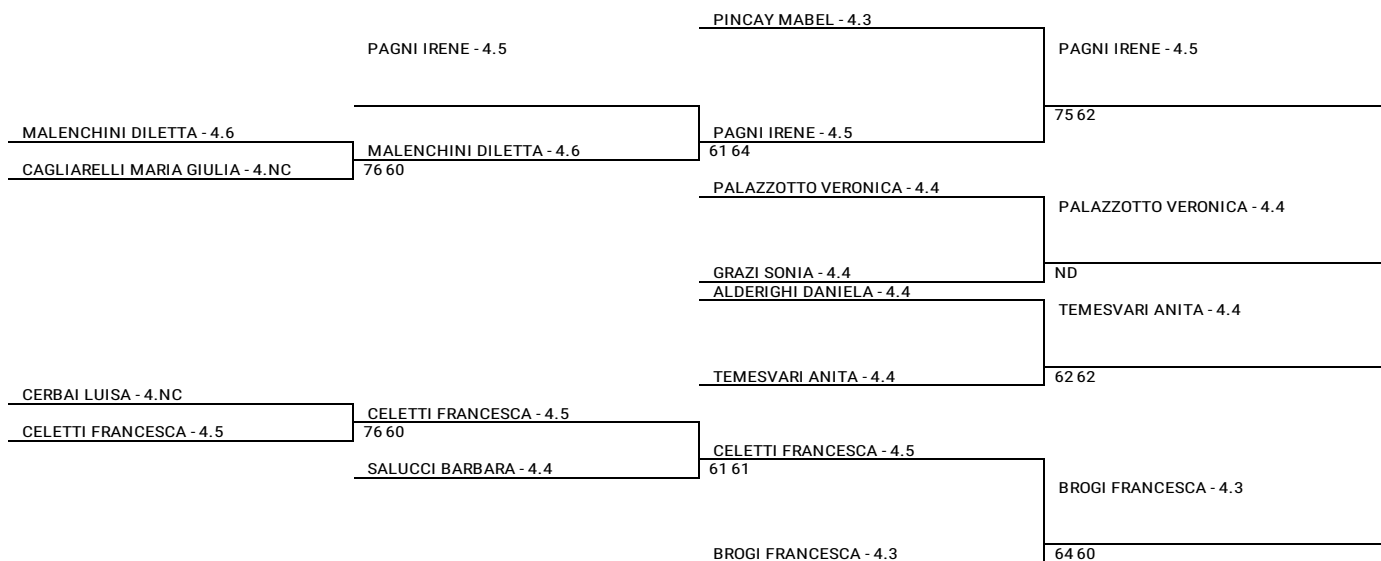 PINCAY MABEL - 4.3
PAGNI IRENE - 4.5
PAGNI IRENE - 4.5
75 62
MALENCHINI DILETTA - 4.6
PAGNI IRENE - 4.5
MALENCHINI DILETTA - 4.6
61 64
CAGLIARELLI MARIA GIULIA - 4.NC
76 60
PALAZZOTTO VERONICA - 4.4
PALAZZOTTO VERONICA - 4.4
GRAZI SONIA - 4.4
ND
ALDERIGHI DANIELA - 4.4
TEMESVARI ANITA - 4.4
TEMESVARI ANITA - 4.4
62 62
CERBAI LUISA - 4.NC
CELETTI FRANCESCA - 4.5
CELETTI FRANCESCA - 4.5
76 60
CELETTI FRANCESCA - 4.5
SALUCCI BARBARA - 4.4
61 61
BROGI FRANCESCA - 4.3
BROGI FRANCESCA - 4.3
64 60